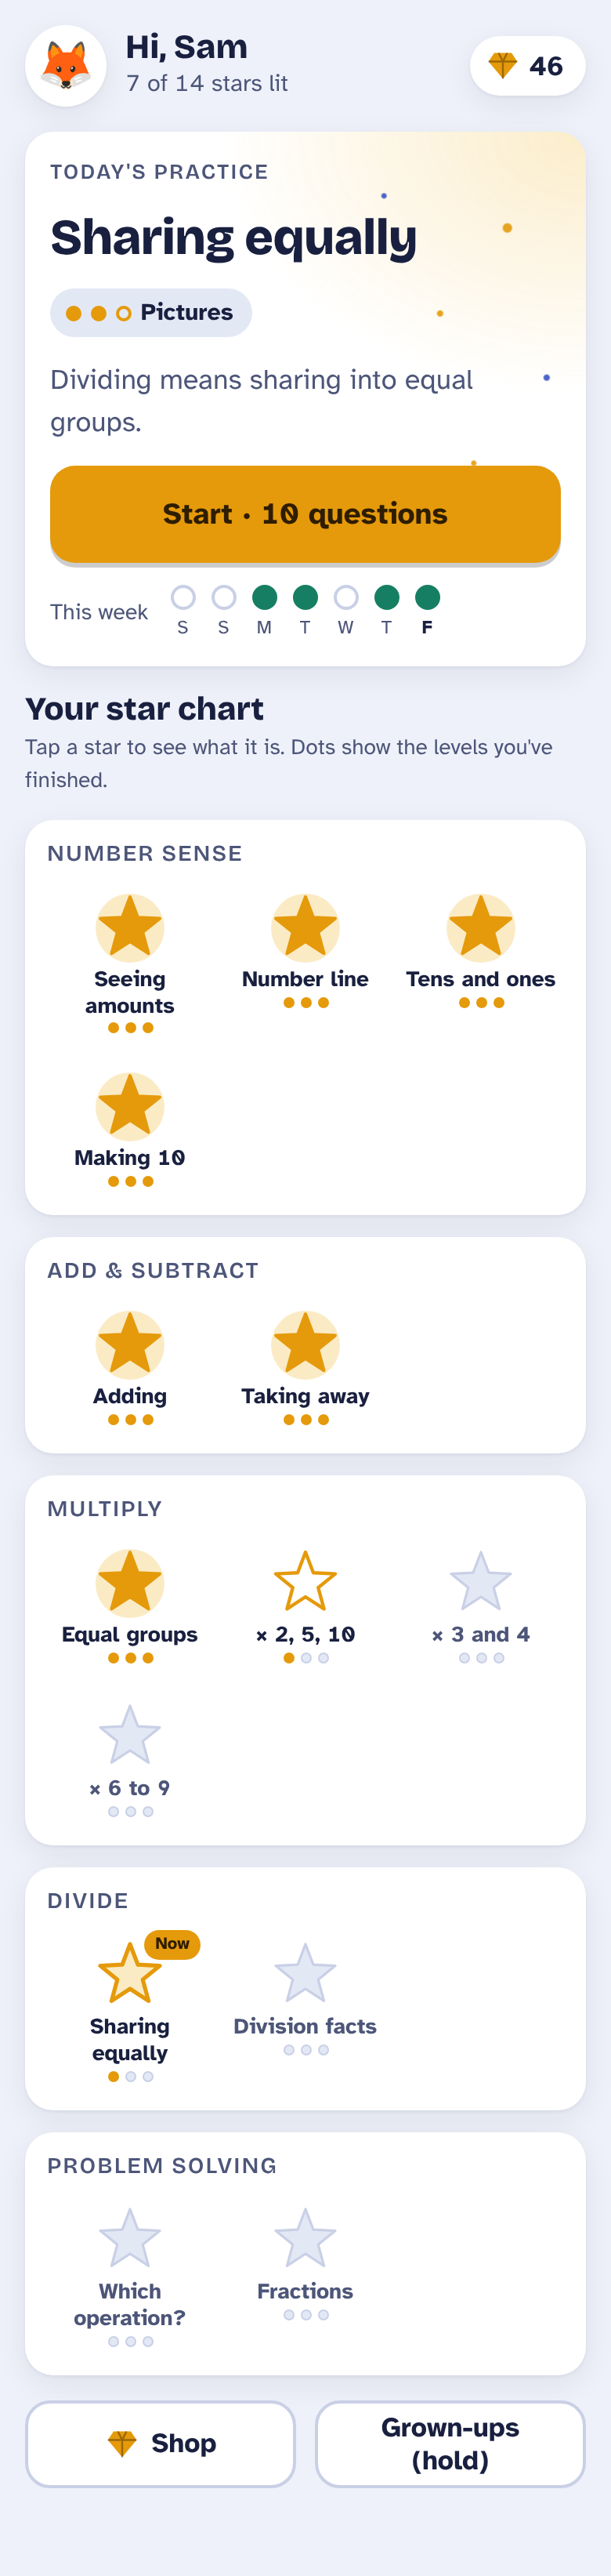 Hi, Sam
7 of 14 stars lit
46
TODAY'S PRACTICE
Sharing equally
Pictures
Dividing means sharing into equal
groups.
Start · 10 questions
This week
S S M T W T F
Your star chart
Tap a star to see what it is. Dots show the levels you've
finished.
NUMBER SENSE
Seeing
amounts
Number line
Tens and ones
Making 10
ADD & SUBTRACT
Adding
Taking away
MULTIPLY
Equal groups
× 2, 5, 10
× 3 and 4
× 6 to 9
DIVIDE
Now
Sharing
equally
Division facts
PROBLEM SOLVING
Which
operation?
Fractions
Shop
Grown-ups
(hold)